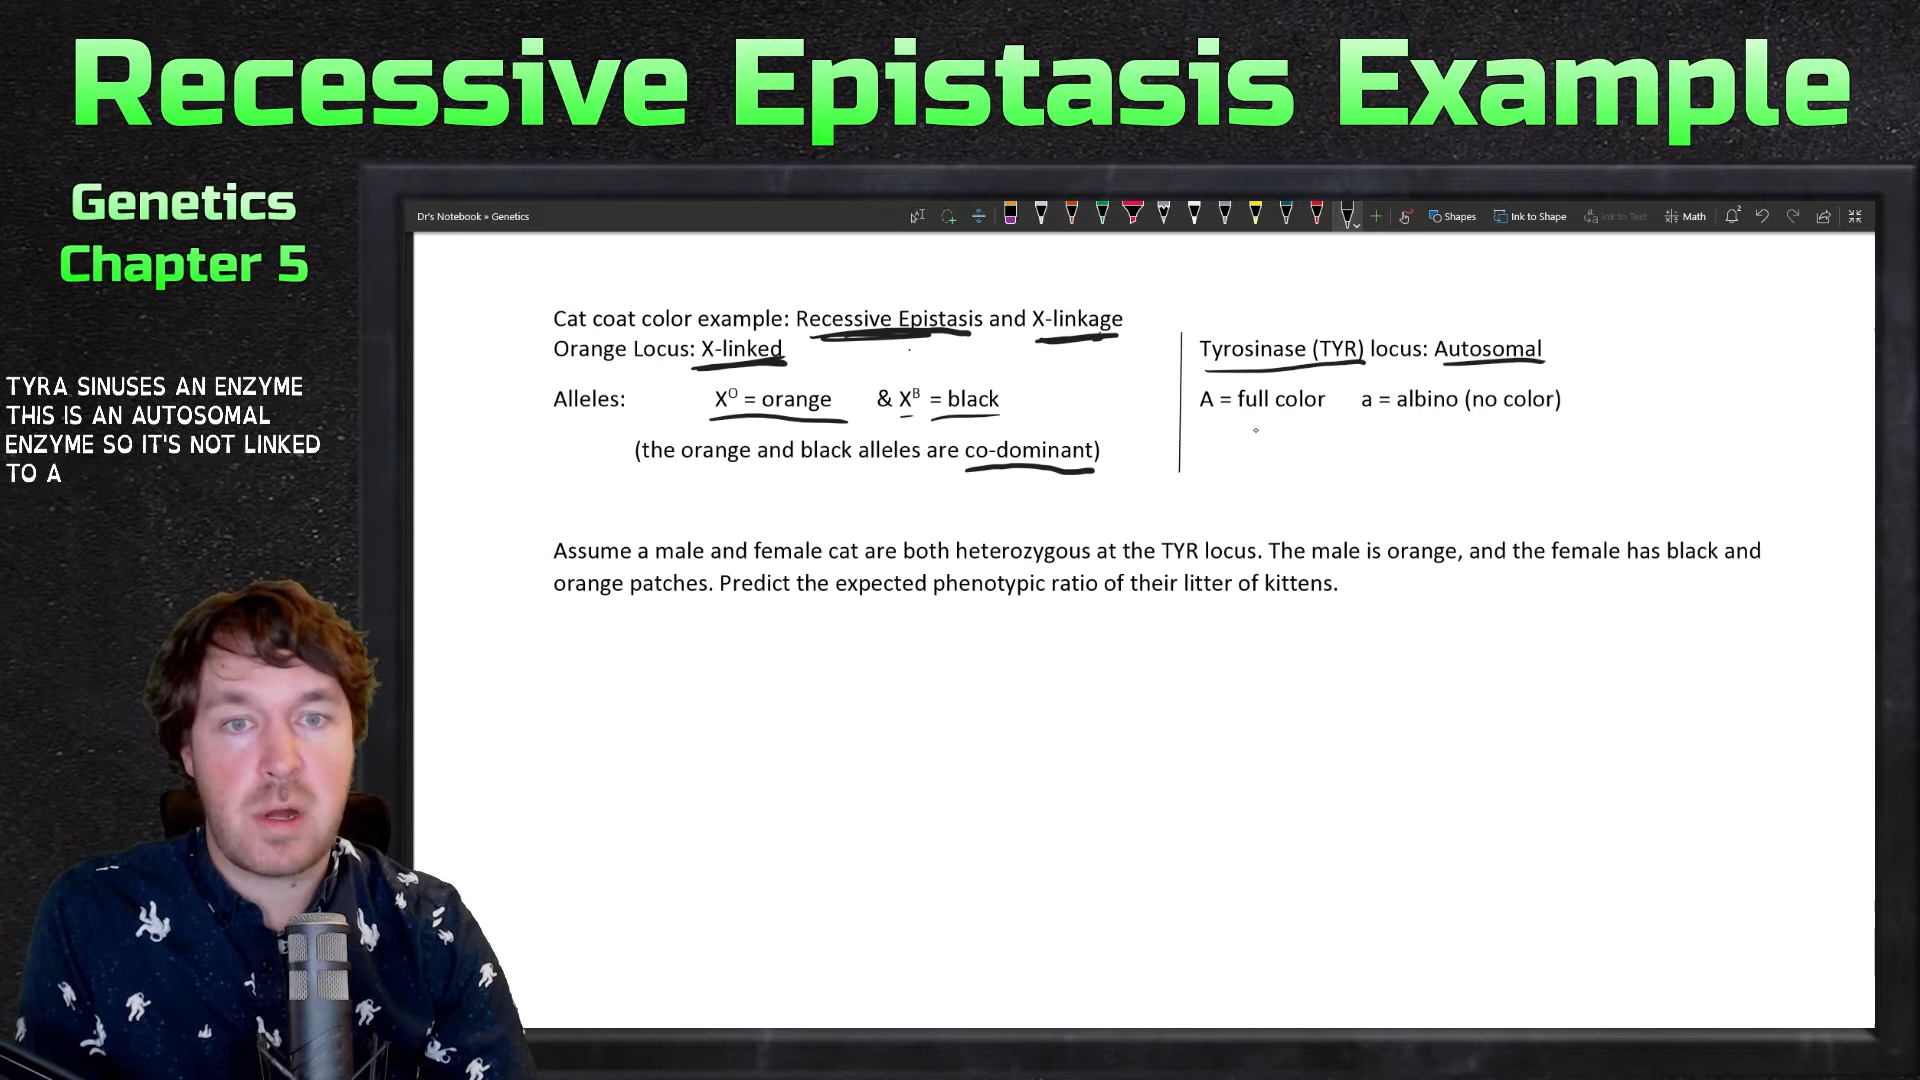 Recessive Epistasis Example
Genetics
Chapter 5
TYRA SINUSES AN ENZYME
THIS IS AN AUTOSOMAL
ENZYME SO IT'S NOT LINKED
TO A
Dr's Notebook » Genetics
Shapes
Ink to Shape
Ink to Text
Math
2
Cat coat color example: Recessive Epistasis and X-linkage
Orange Locus: X-linked
Alleles: Xᴼ = orange & Xᴮ = black
(the orange and black alleles are co-dominant)
Tyrosinase (TYR) locus: Autosomal
A = full color a = albino (no color)
Assume a male and female cat are both heterozygous at the TYR locus. The male is orange, and the female has black and
orange patches. Predict the expected phenotypic ratio of their litter of kittens.